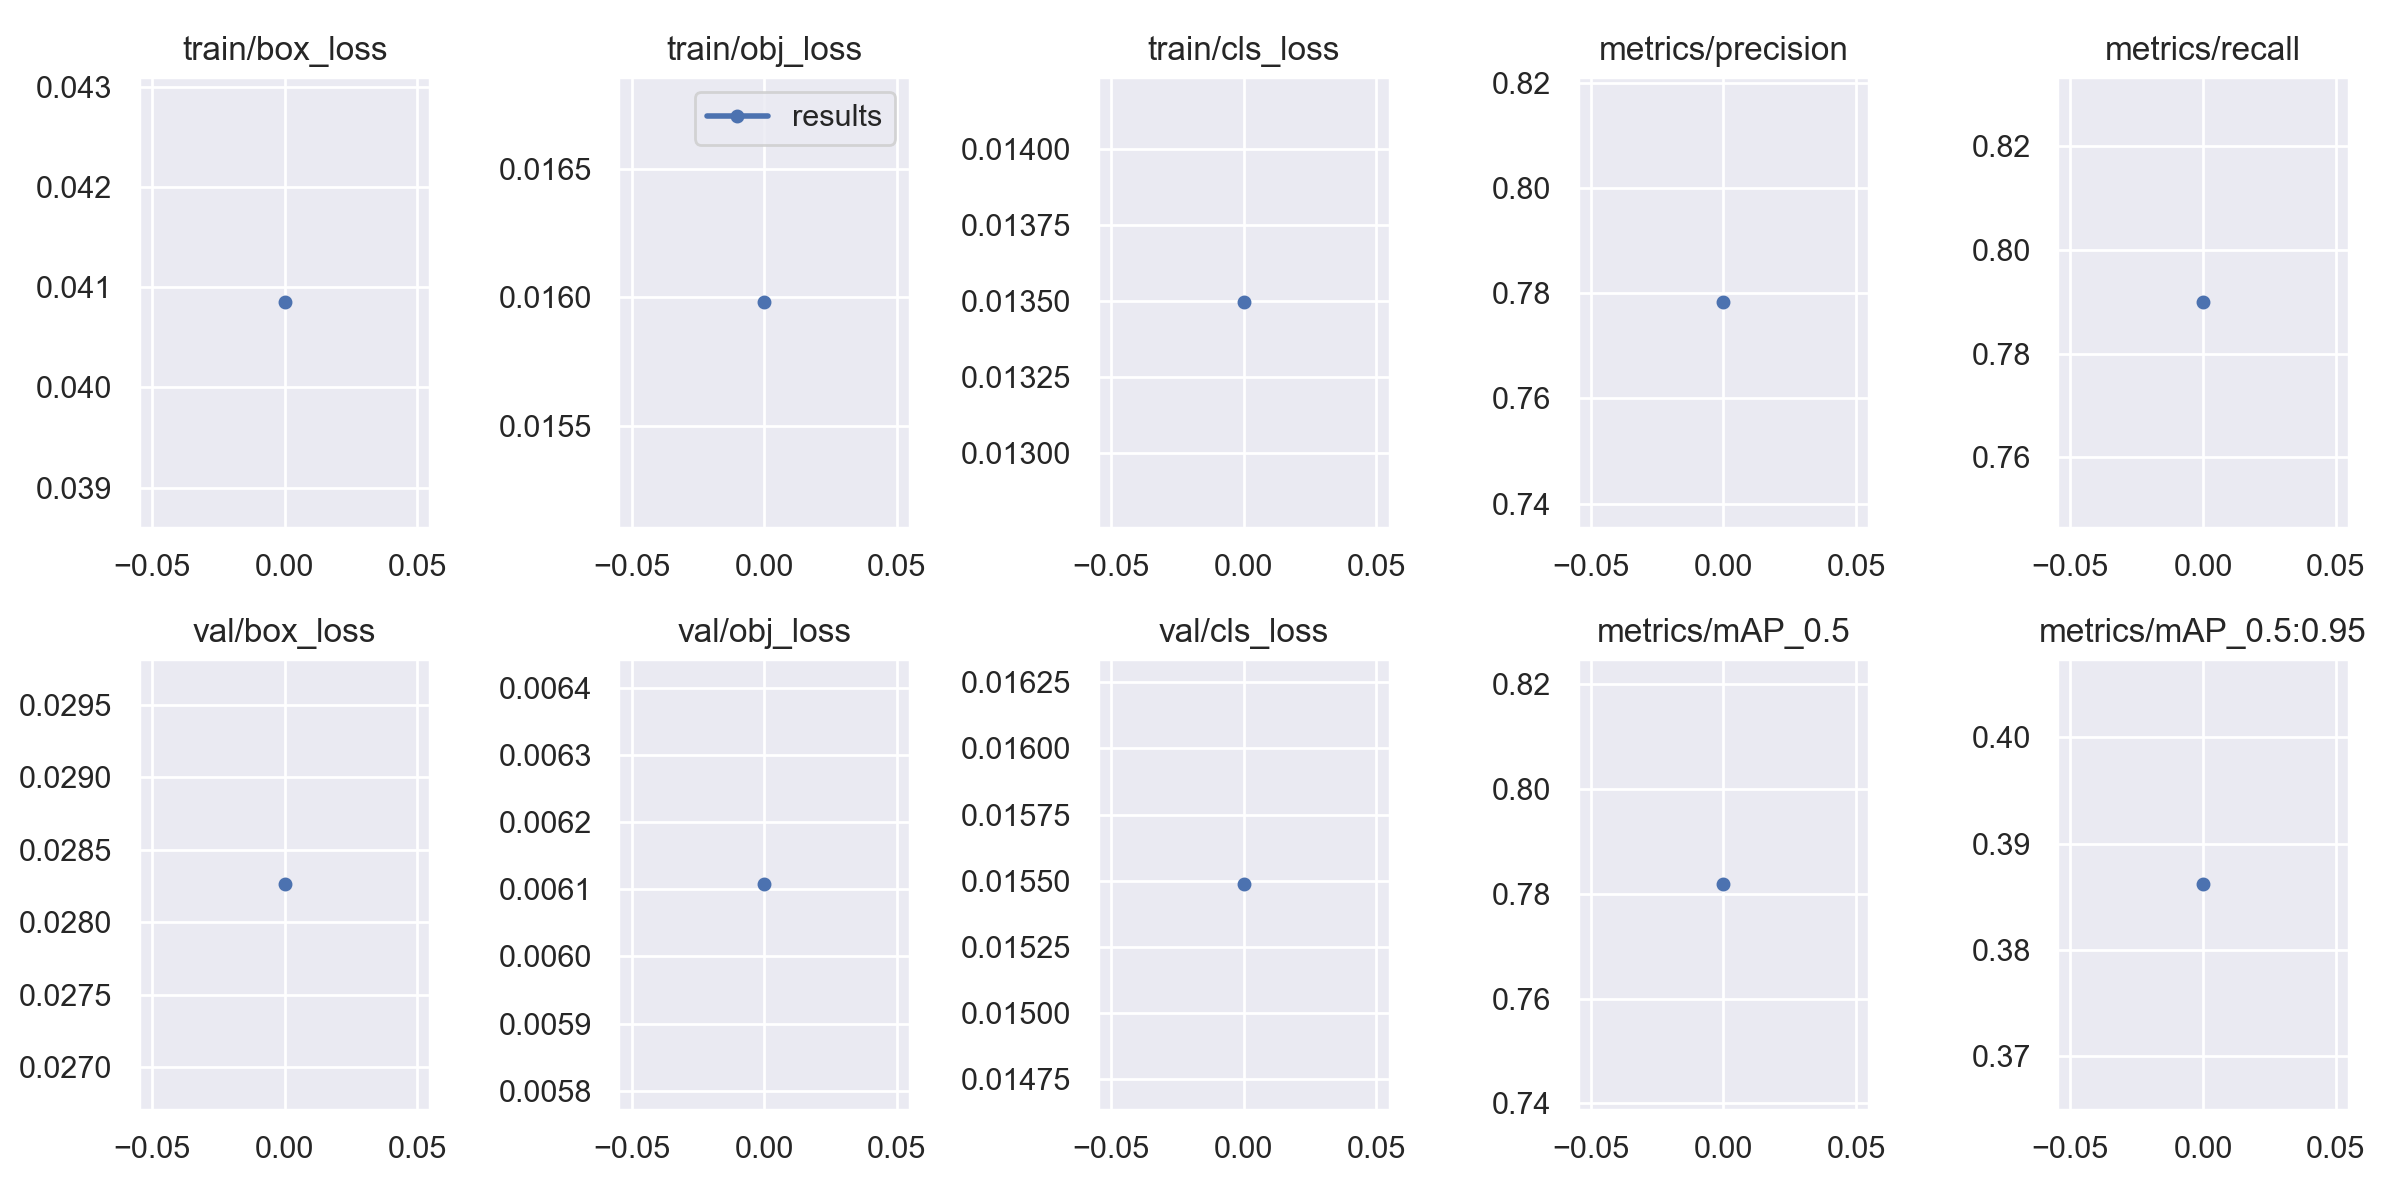 train/box_loss
0.043
0.042
0.041
0.040
0.039
−0.05 0.00 0.05
train/obj_loss
results
0.0165
0.0160
0.0155
−0.05 0.00 0.05
train/cls_loss
0.01400
0.01375
0.01350
0.01325
0.01300
−0.05 0.00 0.05
metrics/precision
0.82
0.80
0.78
0.76
0.74
−0.05 0.00 0.05
metrics/recall
0.82
0.80
0.78
0.76
−0.05 0.00 0.05
val/box_loss
0.0295
0.0290
0.0285
0.0280
0.0275
0.0270
−0.05 0.00 0.05
val/obj_loss
0.0064
0.0063
0.0062
0.0061
0.0060
0.0059
0.0058
−0.05 0.00 0.05
val/cls_loss
0.01625
0.01600
0.01575
0.01550
0.01525
0.01500
0.01475
−0.05 0.00 0.05
metrics/mAP_0.5
0.82
0.80
0.78
0.76
0.74
−0.05 0.00 0.05
metrics/mAP_0.5:0.95
0.40
0.39
0.38
0.37
−0.05 0.00 0.05